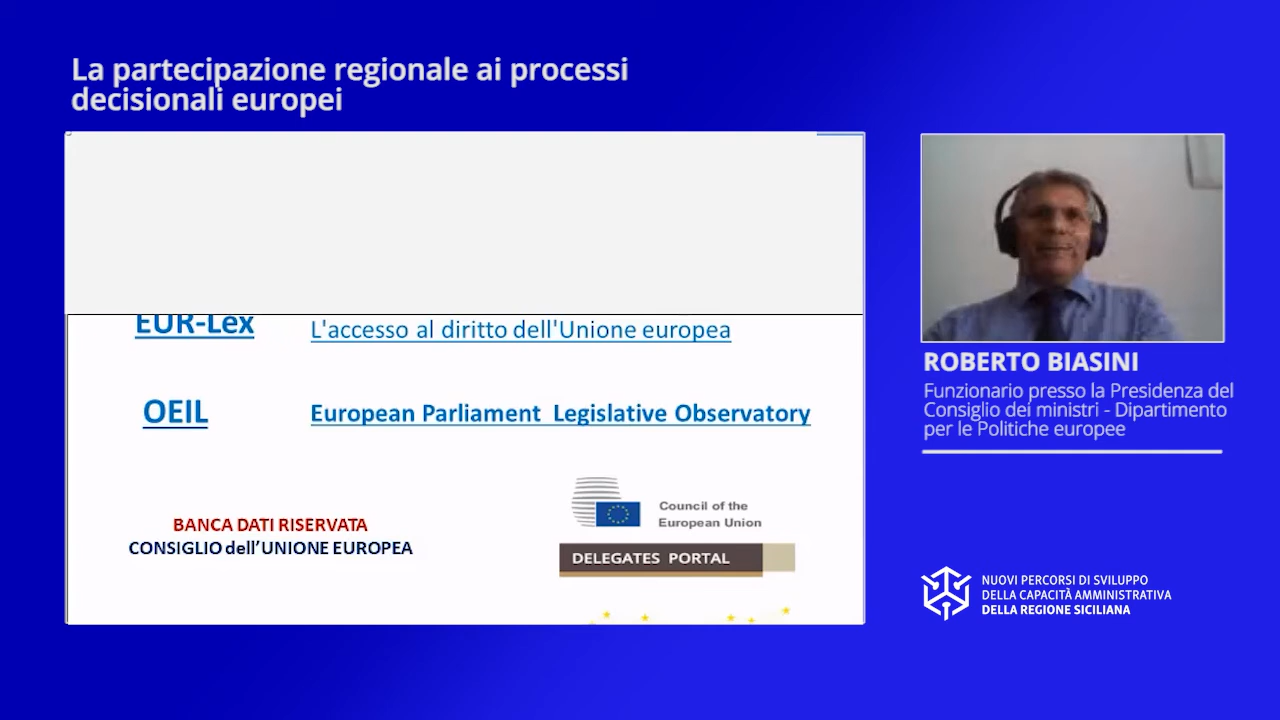 La partecipazione regionale ai processi
decisionali europei
EUR-Lex
L'accesso al diritto dell'Unione europea
OEIL
European Parliament Legislative Observatory
BANCA DATI RISERVATA
CONSIGLIO dell'UNIONE EUROPEA
Council of the
European Union
DELEGATES PORTAL
ROBERTO BIASINI
Funzionario presso la Presidenza del
Consiglio dei ministri - Dipartimento
per le Politiche europee
NUOVI PERCORSI DI SVILUPPO
DELLA CAPACITÀ AMMINISTRATIVA
DELLA REGIONE SICILIANA